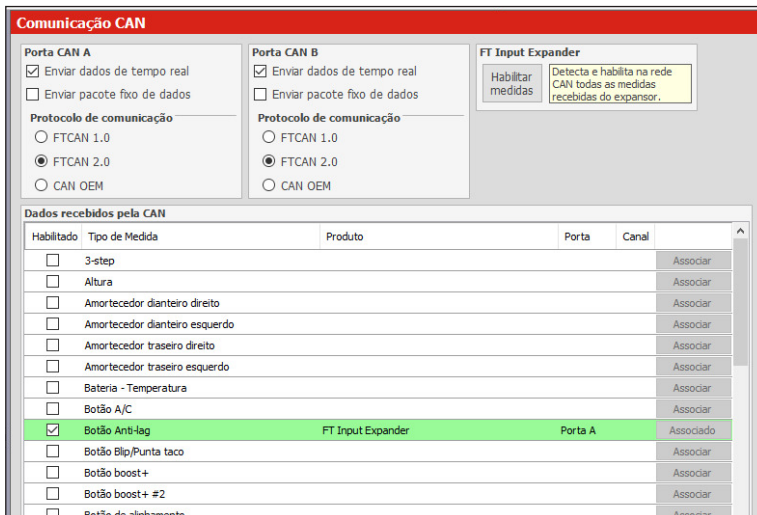 Comunicação CAN
Porta CAN A
Enviar dados de tempo real
Enviar pacote fixo de dados
Protocolo de comunicação
FTCAN 1.0
FTCAN 2.0
CAN OEM
Porta CAN B
Enviar dados de tempo real
Enviar pacote fixo de dados
Protocolo de comunicação
FTCAN 1.0
FTCAN 2.0
CAN OEM
FT Input Expander
Habilitar
medidas
Detecta e habilita na rede
CAN todas as medidas
recebidas do expansor.
Dados recebidos pela CAN
Habilitado Tipo de Medida Produto Porta Canal
3-step Associar
Altura Associar
Amortecedor dianteiro direito Associar
Amortecedor dianteiro esquerdo Associar
Amortecedor traseiro direito Associar
Amortecedor traseiro esquerdo Associar
Bateria - Temperatura Associar
Botão A/C Associar
Botão Anti-lag FT Input Expander Porta A Associado
Botão Blip/Punta taco Associar
Botão boost+ Associar
Botão boost+ #2 Associar
Botão de alinhamento Associar